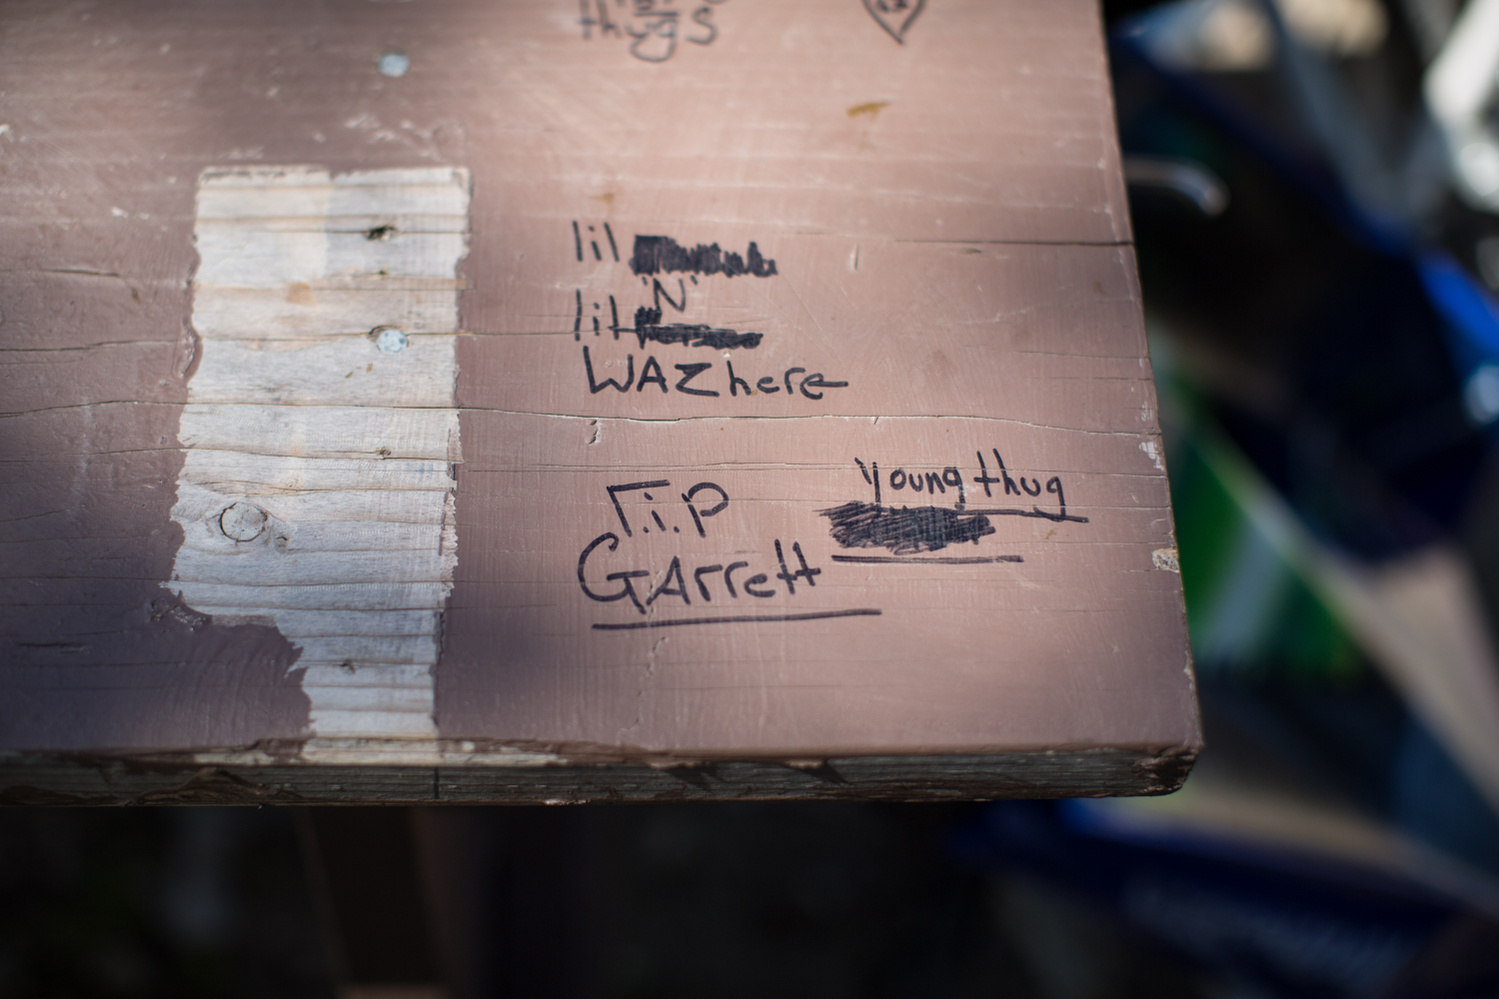 thugs
lil
'N'
lil
WAZ here
r.i.P
GArrett
young thug